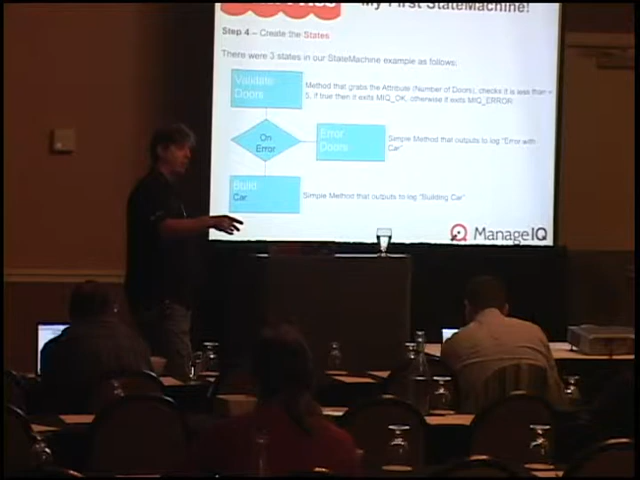 My First StateMachine!
Step 4 – Create the States
There were 3 states in our StateMachine example as follows:
Validate
Doors
Method that grabs the Attribute (Number of Doors), checks it is less than =
5, if true then it exits MIQ_OK, otherwise it exits MIQ_ERROR
On
Error
Error
Doors
Simple Method that outputs to log "Error with
Car"
Build
Car
Simple Method that outputs to log "Building Car"
ManageIQ